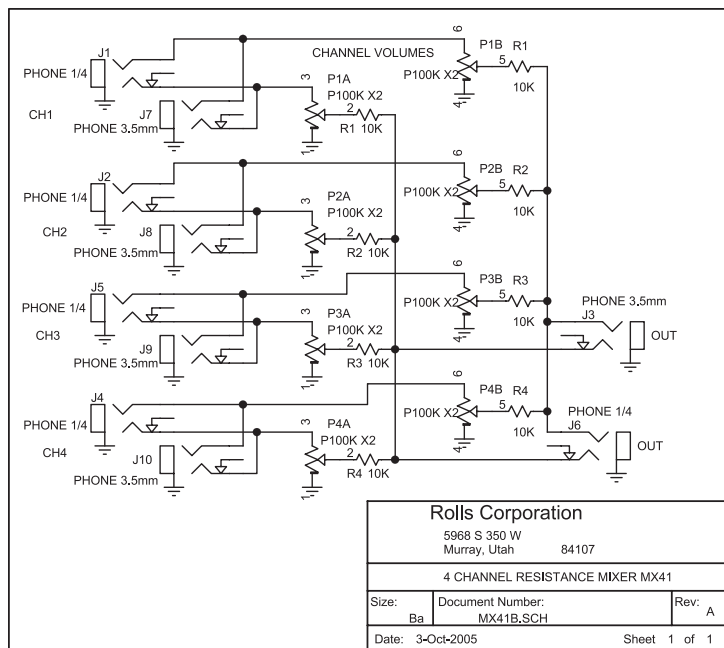 CHANNEL VOLUMES
J1
PHONE 1/4
CH1
J7
PHONE 3.5mm
3
P1A
P100K X2
2
R1 10K
1
6
P1B
P100K X2
5
4
R1
10K
J2
PHONE 1/4
CH2
J8
PHONE 3.5mm
3
P2A
P100K X2
2
R2 10K
1
6
P2B
P100K X2
5
4
R2
10K
J5
PHONE 1/4
CH3
J9
PHONE 3.5mm
3
P3A
P100K X2
2
R3 10K
1
6
P3B
P100K X2
5
4
R3
10K
J3
PHONE 3.5mm
OUT
J4
PHONE 1/4
CH4
J10
PHONE 3.5mm
3
P4A
P100K X2
2
R4 10K
1
6
P4B
P100K X2
5
4
R4
10K
PHONE 1/4
J6
OUT
Rolls Corporation
5968 S 350 W
Murray, Utah 84107
4 CHANNEL RESISTANCE MIXER MX41
Size: Document Number: Rev:
Ba MX41B.SCH A
Date: 3-Oct-2005 Sheet 1 of 1